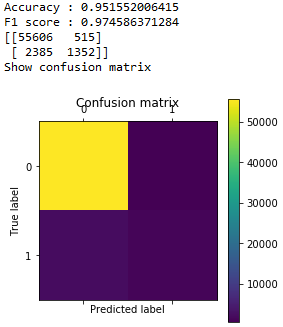 Accuracy : 0.951552006415
F1 score : 0.974586371284
[[55606 515]
[ 2385 1352]]
Show confusion matrix
Confusion matrix
0 1
50000
0
40000
True label
30000
20000
1
10000
Predicted label